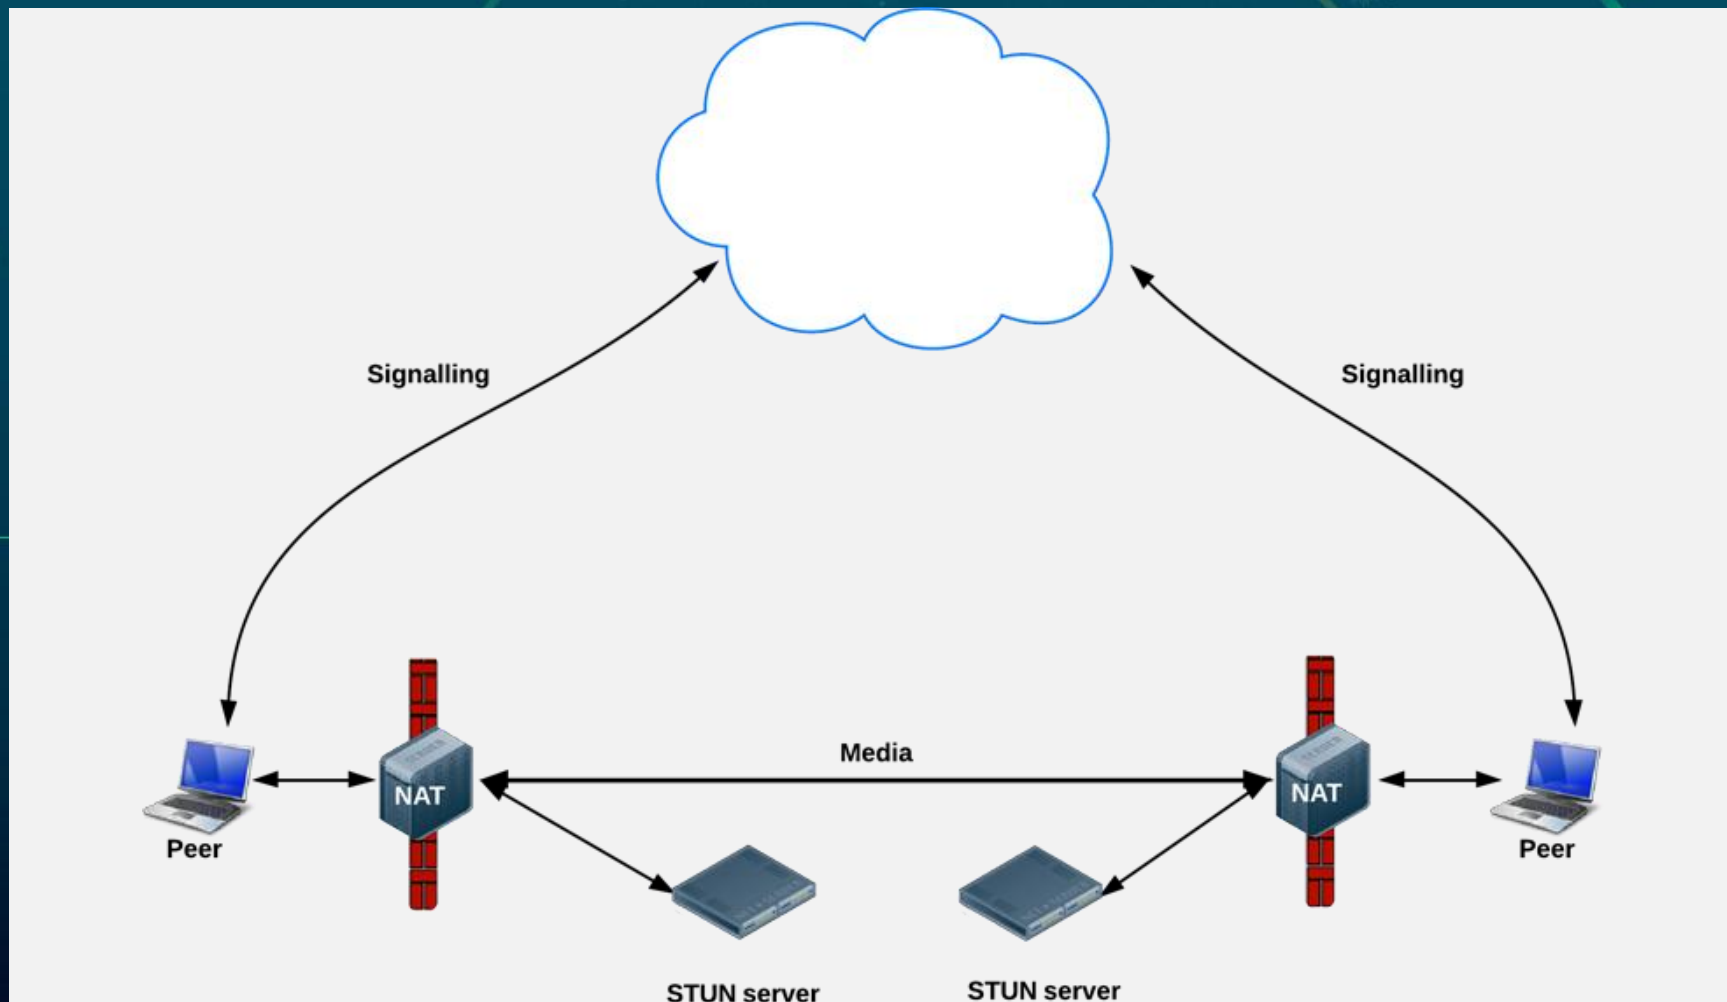 Signalling
Signalling
Media
NAT
NAT
Peer
Peer
STUN server
STUN server